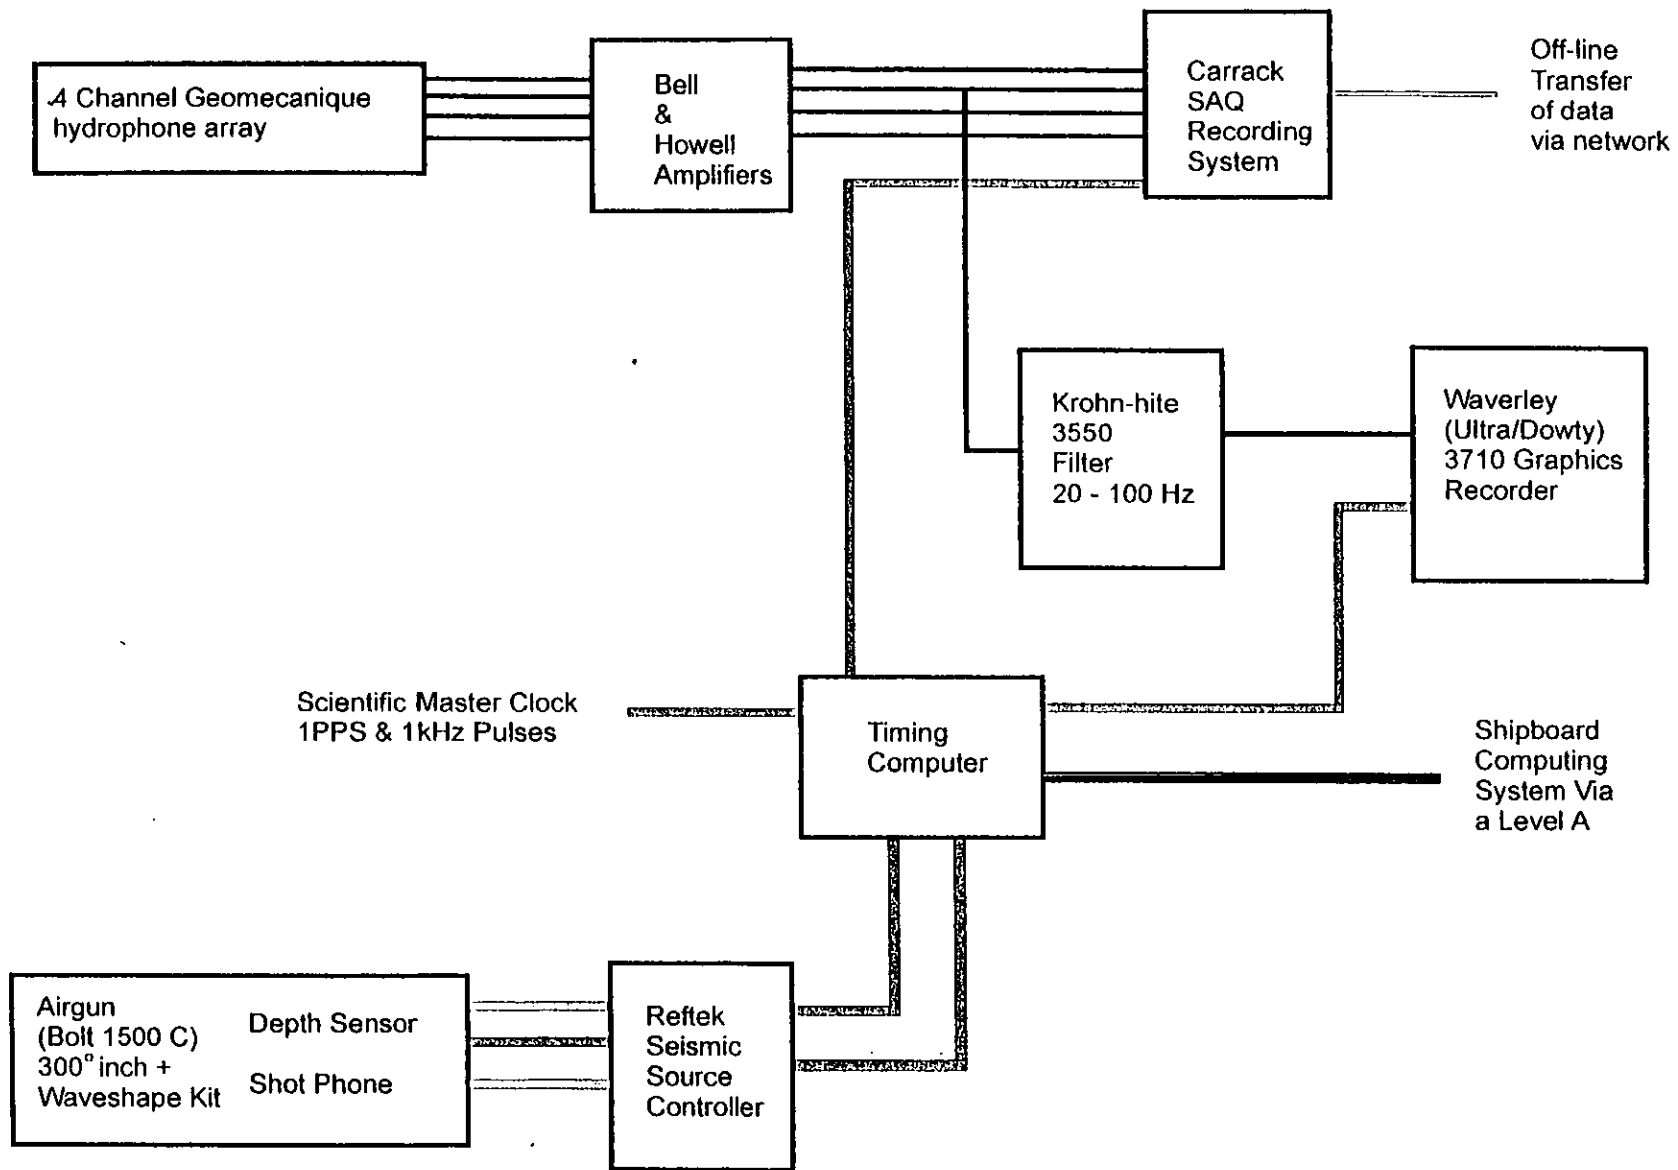 4 Channel Geomecanique
hydrophone array
Bell
&
Howell
Amplifiers
Carrack
SAQ
Recording
System
Off-line
Transfer
of data
via network
Krohn-hite
3550
Filter
20 - 100 Hz
Waverley
(Ultra/Dowty)
3710 Graphics
Recorder
Scientific Master Clock
1PPS & 1kHz Pulses
Timing
Computer
Shipboard
Computing
System Via
a Level A
Airgun
(Bolt 1500 C)
300" inch +
Waveshape Kit
Depth Sensor
Shot Phone
Reftek
Seismic
Source
Controller